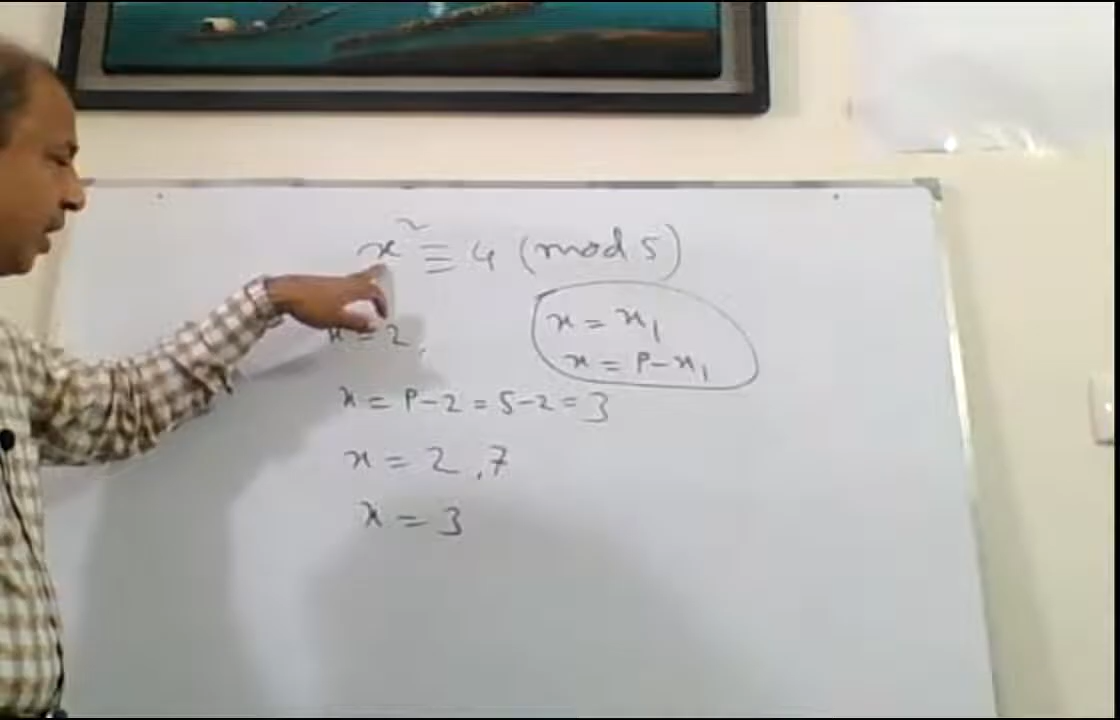 x² ≡ 4 (mod 5)
x = x₁
x = P - x₁
x = 2,
x = P - 2 = 5 - 2 = 3
x = 2, 7
x = 3